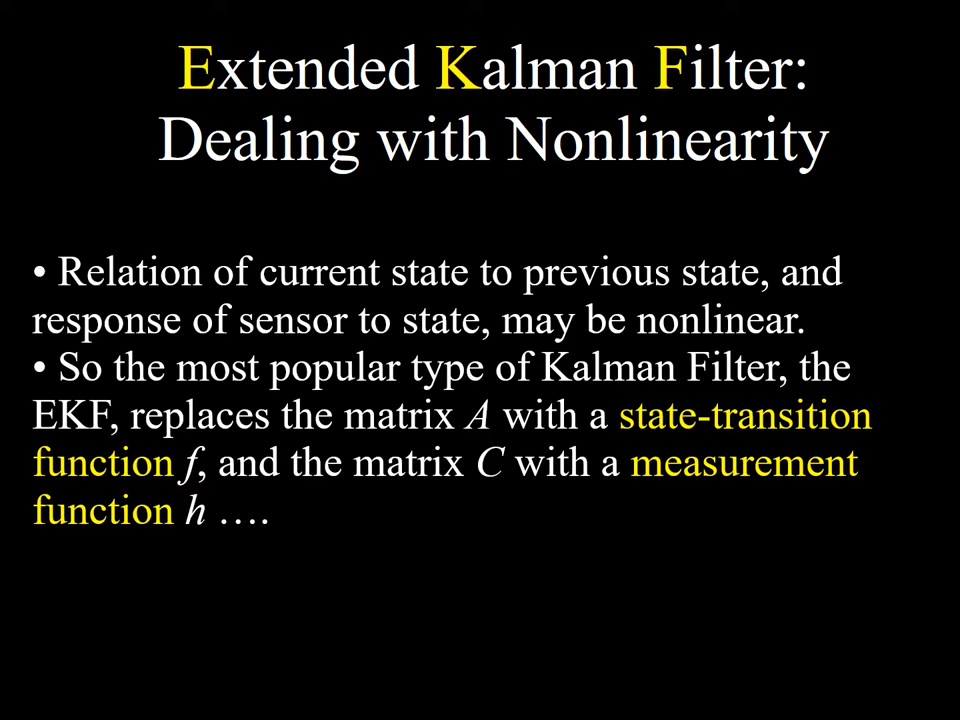 Extended Kalman Filter:
Dealing with Nonlinearity
• Relation of current state to previous state, and
response of sensor to state, may be nonlinear.
• So the most popular type of Kalman Filter, the
EKF, replaces the matrix A with a state-transition
function f, and the matrix C with a measurement
function h ….